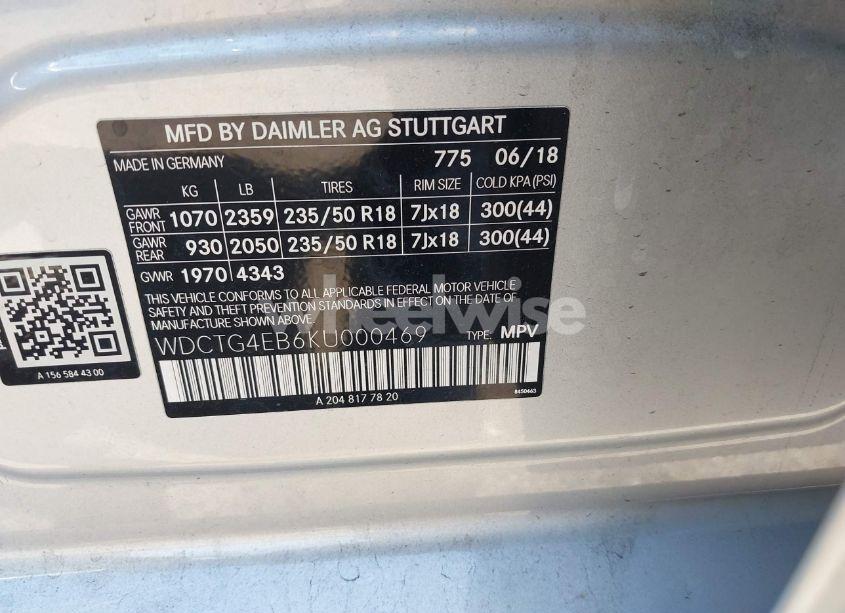 MFD BY DAIMLER AG STUTTGART
MADE IN GERMANY 775 06/18
KG LB TIRES RIM SIZE COLD KPA (PSI)
GAWR FRONT 1070 2359 235/50 R18 7Jx18 300(44)
GAWR REAR 930 2050 235/50 R18 7Jx18 300(44)
GVWR 1970 4343
THIS VEHICLE CONFORMS TO ALL APPLICABLE FEDERAL MOTOR VEHICLE
SAFETY AND THEFT PREVENTION STANDARDS IN EFFECT ON THE DATE OF
MANUFACTURE SHOWN ABOVE.
WDCTG4EB6KU000469 TYPE: MPV
A 204 817 78 20 8450463
A 156 584 43 00
wheelwise